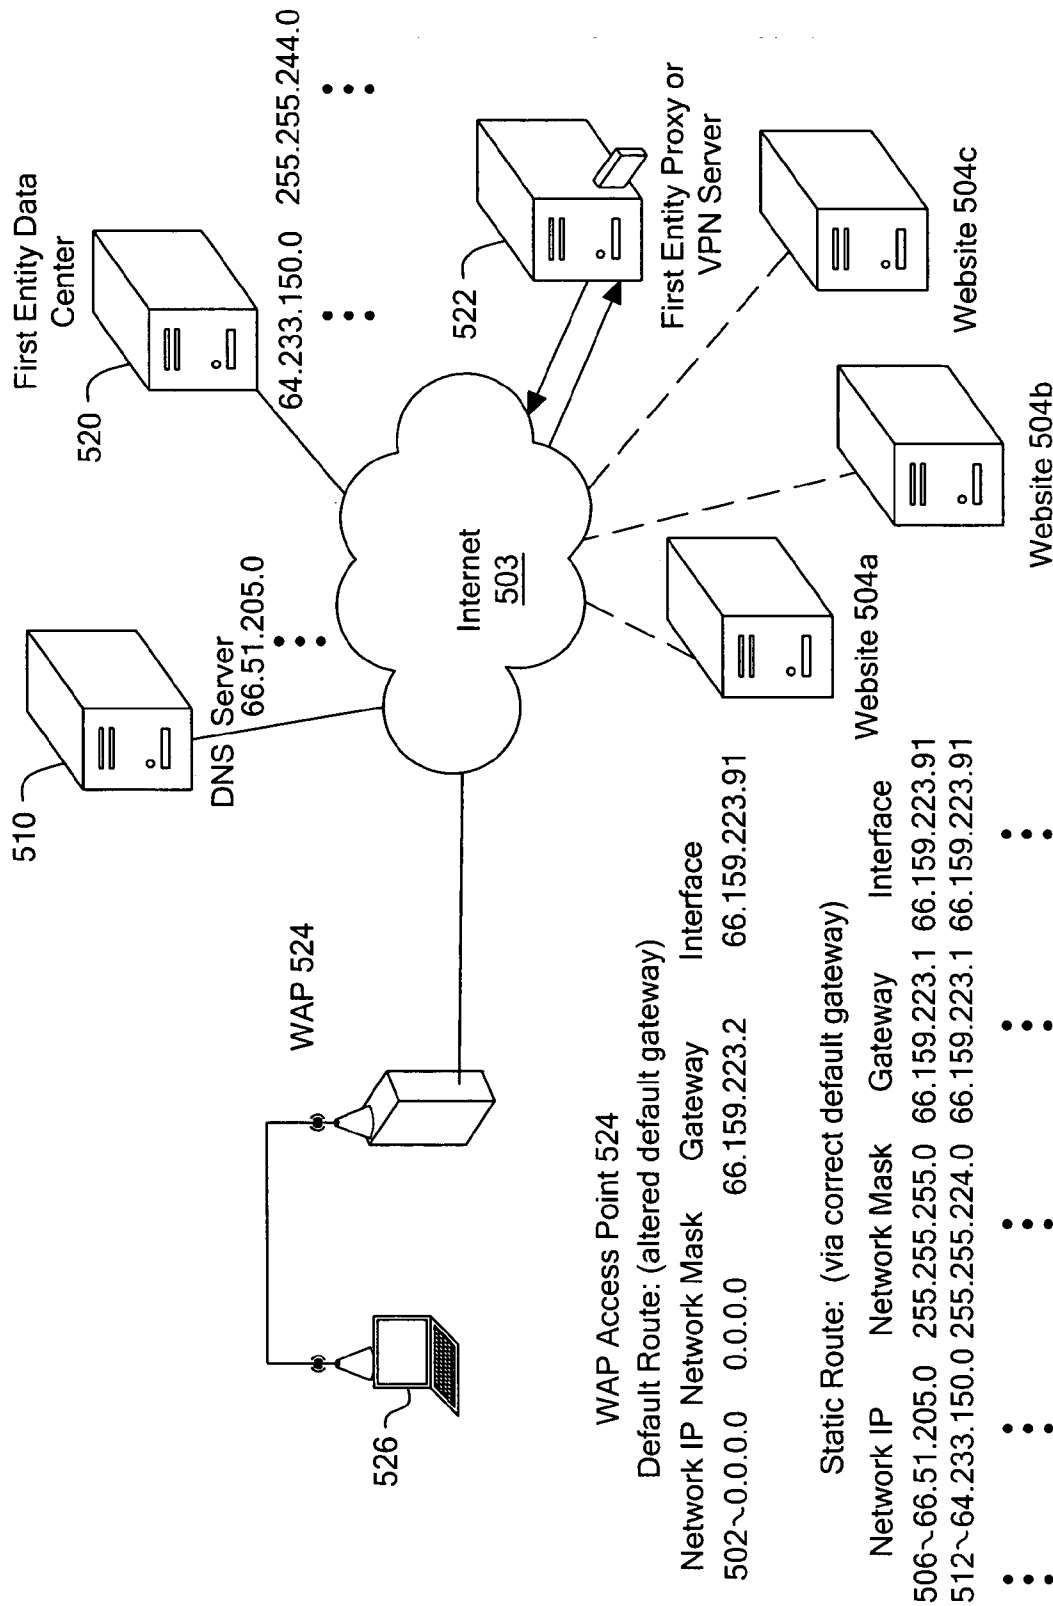 510
DNS Server
66.51.205.0
First Entity Data
Center
520
64.233.150.0 255.255.244.0
WAP 524
526
Internet
503
522
First Entity Proxy or
VPN Server
Website 504a
Website 504b
Website 504c
WAP Access Point 524
Default Route: (altered default gateway)
Network IP Network Mask Gateway Interface
502~0.0.0.0 0.0.0.0 66.159.223.2 66.159.223.91
Static Route: (via correct default gateway)
Network IP Network Mask Gateway Interface
506~66.51.205.0 255.255.255.0 66.159.223.1 66.159.223.91
512~64.233.150.0 255.255.224.0 66.159.223.1 66.159.223.91